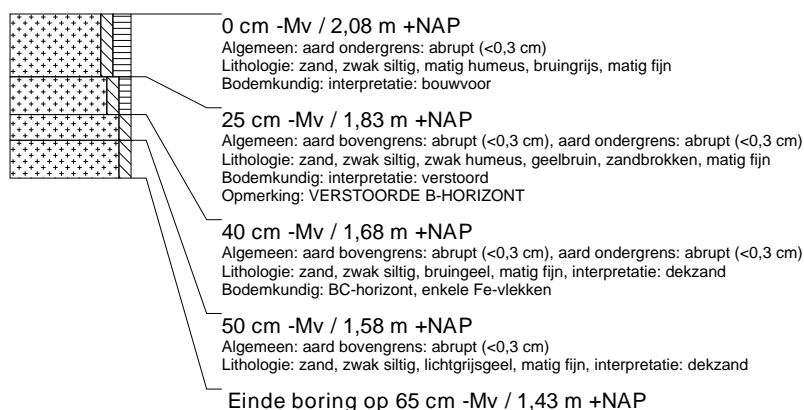 0 cm -Mv / 2,08 m +NAP
Algemeen: aard ondergrens: abrupt (<0,3 cm)
Lithologie: zand, zwak siltig, matig humeus, bruingrijs, matig fijn
Bodemkundig: interpretatie: bouwvoor
25 cm -Mv / 1,83 m +NAP
Algemeen: aard bovengrens: abrupt (<0,3 cm), aard ondergrens: abrupt (<0,3 cm)
Lithologie: zand, zwak siltig, zwak humeus, geelbruin, zandbrokken, matig fijn
Bodemkundig: interpretatie: verstoord
Opmerking: VERSTOORDE B-HORIZONT
40 cm -Mv / 1,68 m +NAP
Algemeen: aard bovengrens: abrupt (<0,3 cm), aard ondergrens: abrupt (<0,3 cm)
Lithologie: zand, zwak siltig, bruingeel, matig fijn, interpretatie: dekzand
Bodemkundig: BC-horizont, enkele Fe-vlekken
50 cm -Mv / 1,58 m +NAP
Algemeen: aard bovengrens: abrupt (<0,3 cm)
Lithologie: zand, zwak siltig, lichtgrijsgeel, matig fijn, interpretatie: dekzand
Einde boring op 65 cm -Mv / 1,43 m +NAP